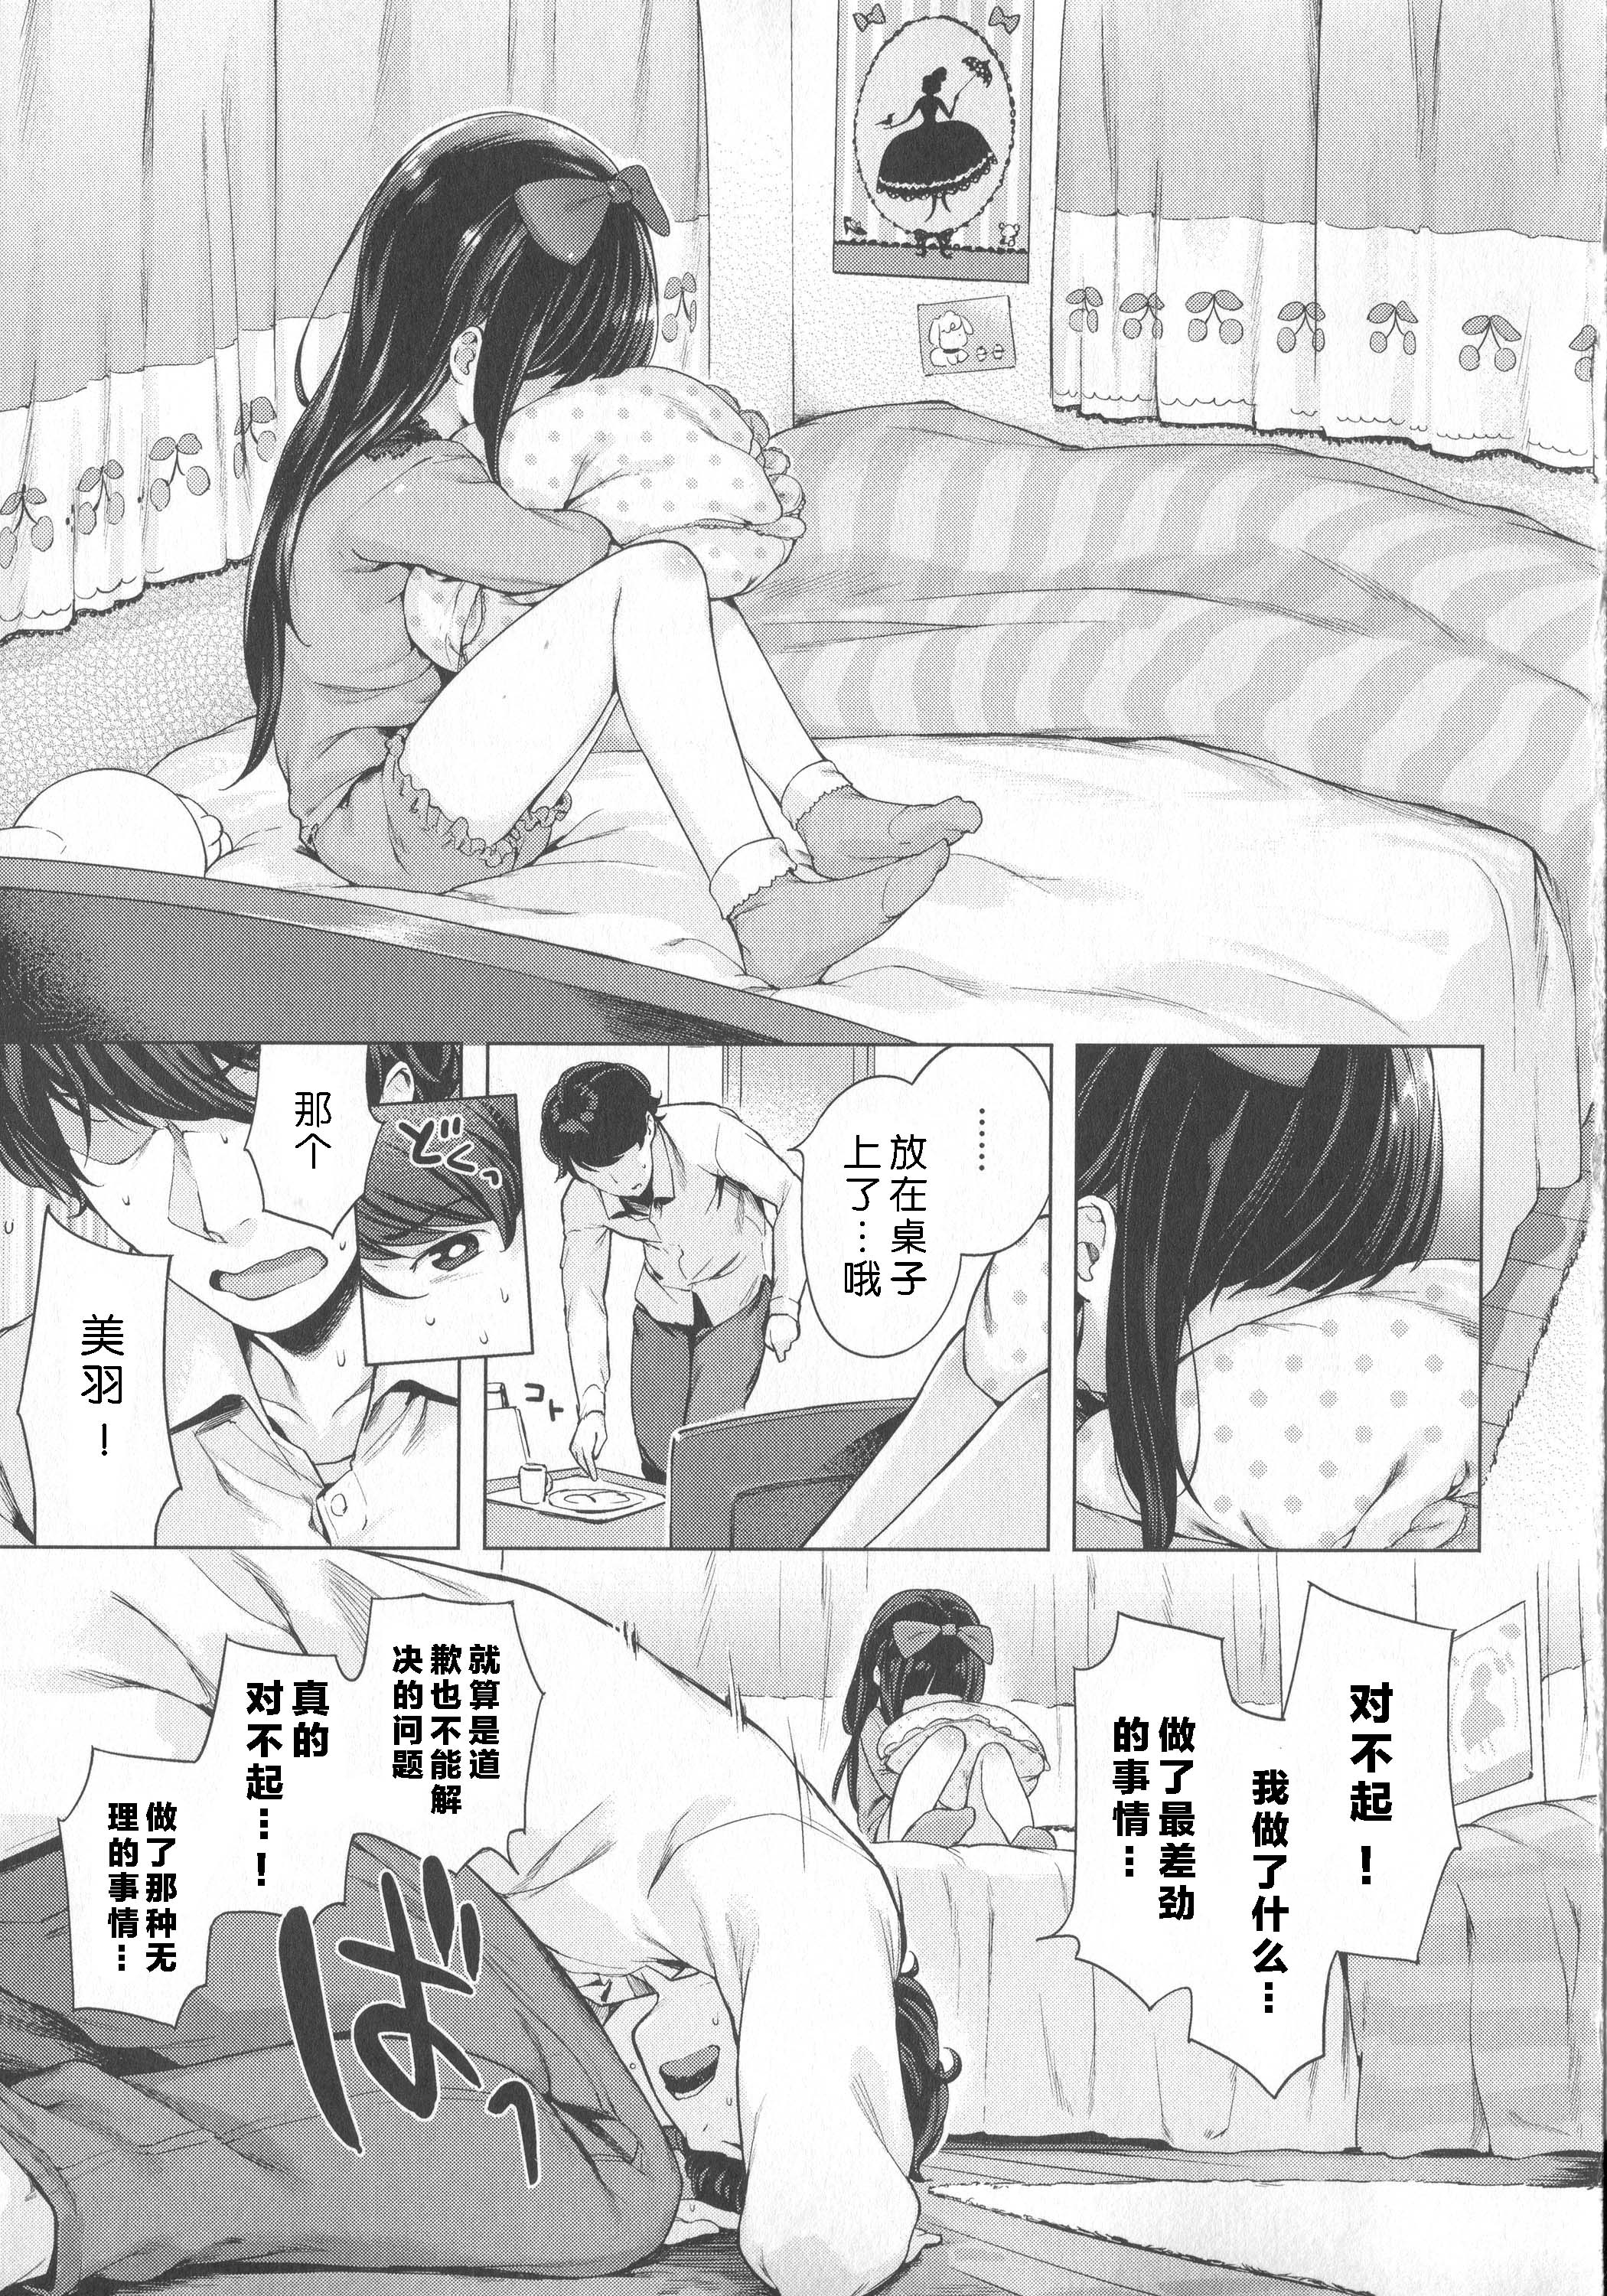 ……
放在桌子
上了…哦
コトッ
どくっ
那个
美羽！
对不起！
我做了什么…
做了最差劲
的事情…
就算是道
歉也不能解
决的问题
真的
对不起…！
做了那种无
理的事情…
ばっ